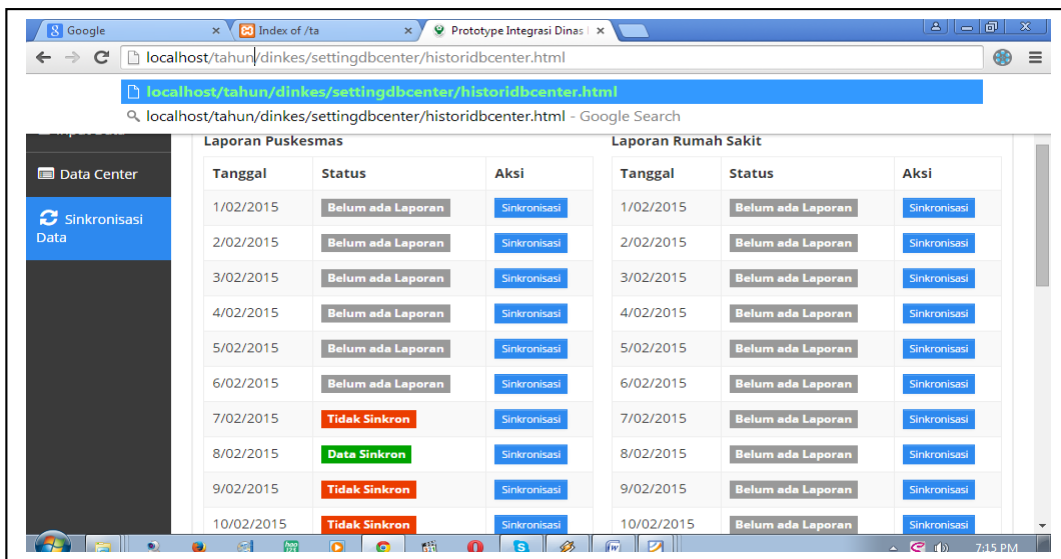 Google
Index of /ta
Prototype Integrasi Dinas
localhost/tahun/dinkes/settingdbcenter/historidbcenter.html
localhost/tahun/dinkes/settingdbcenter/historidbcenter.html
localhost/tahun/dinkes/settingdbcenter/historidbcenter.html - Google Search
Data Center
Sinkronisasi
Data
Laporan Puskesmas
Tanggal Status Aksi
1/02/2015 Belum ada Laporan Sinkronisasi
2/02/2015 Belum ada Laporan Sinkronisasi
3/02/2015 Belum ada Laporan Sinkronisasi
4/02/2015 Belum ada Laporan Sinkronisasi
5/02/2015 Belum ada Laporan Sinkronisasi
6/02/2015 Belum ada Laporan Sinkronisasi
7/02/2015 Tidak Sinkron Sinkronisasi
8/02/2015 Data Sinkron Sinkronisasi
9/02/2015 Tidak Sinkron Sinkronisasi
10/02/2015 Tidak Sinkron Sinkronisasi
Laporan Rumah Sakit
Tanggal Status Aksi
1/02/2015 Belum ada Laporan Sinkronisasi
2/02/2015 Belum ada Laporan Sinkronisasi
3/02/2015 Belum ada Laporan Sinkronisasi
4/02/2015 Belum ada Laporan Sinkronisasi
5/02/2015 Belum ada Laporan Sinkronisasi
6/02/2015 Belum ada Laporan Sinkronisasi
7/02/2015 Belum ada Laporan Sinkronisasi
8/02/2015 Belum ada Laporan Sinkronisasi
9/02/2015 Belum ada Laporan Sinkronisasi
10/02/2015 Belum ada Laporan Sinkronisasi
7:15 PM